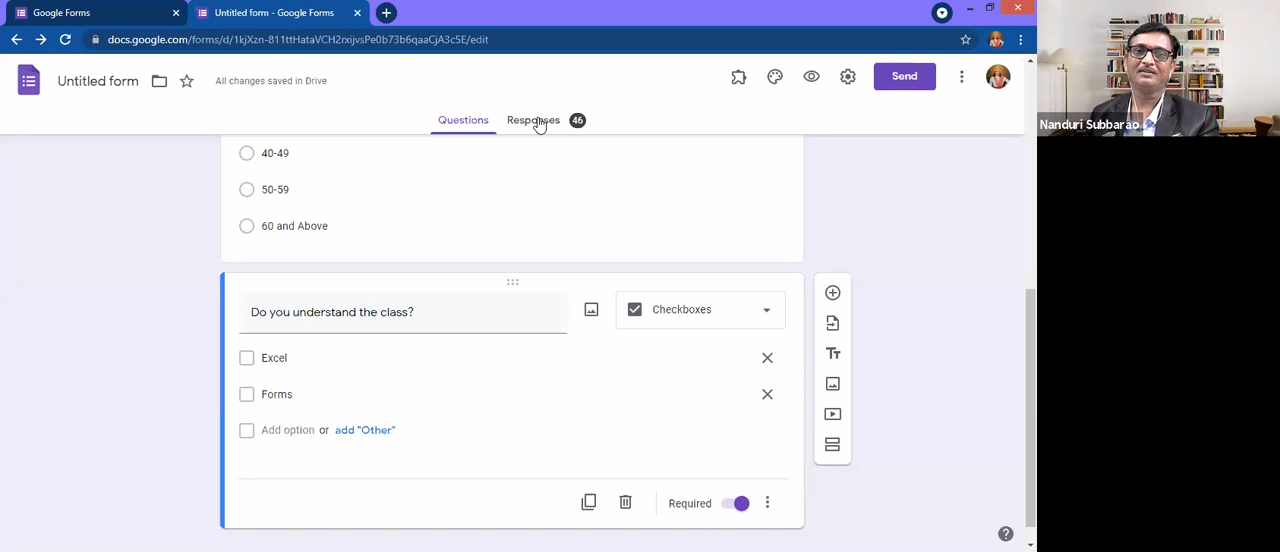 Google Forms
Untitled form - Google Forms
docs.google.com/forms/d/1kjXzn-811ttHataVCH2rxijvsPe0b73b6qaaCjA3c5E/edit
Untitled form
All changes saved in Drive
Send
Questions
Responses
46
Nanduri Subbarao
40-49
50-59
60 and Above
Do you understand the class?
Checkboxes
Excel
Forms
Add option or add "Other"
Required